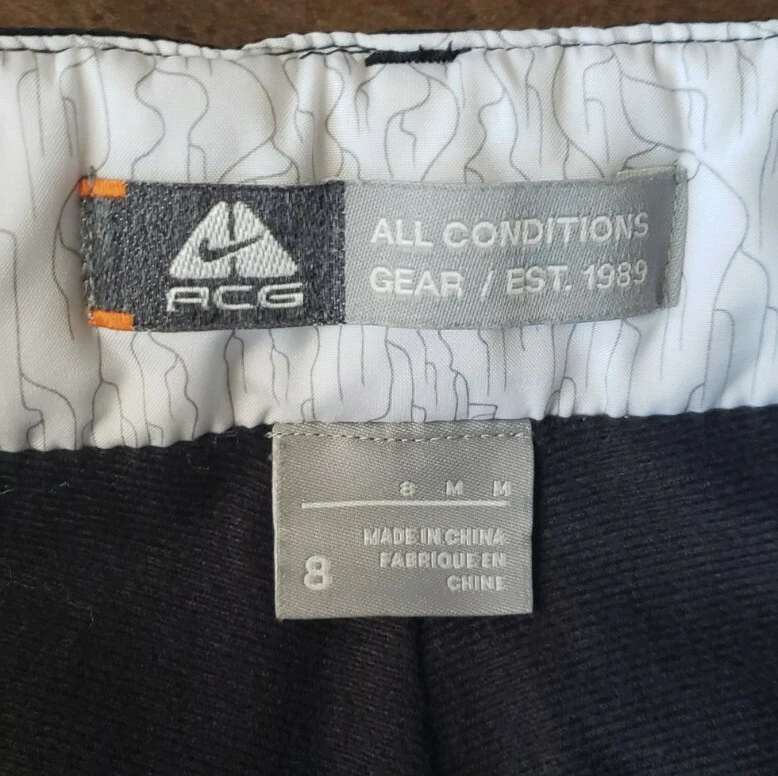 ACG
ALL CONDITIONS
GEAR / EST. 1989
8 M M
MADE IN CHINA
FABRIQUE EN
CHINE
8